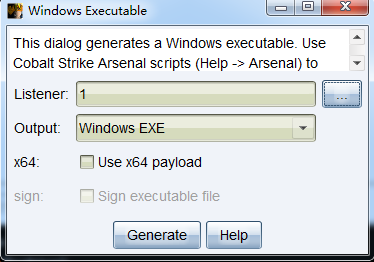 Windows Executable
This dialog generates a Windows executable. Use
Cobalt Strike Arsenal scripts (Help -> Arsenal) to
Listener: 1 ...
Output: Windows EXE
x64: Use x64 payload
sign: Sign executable file
Generate Help